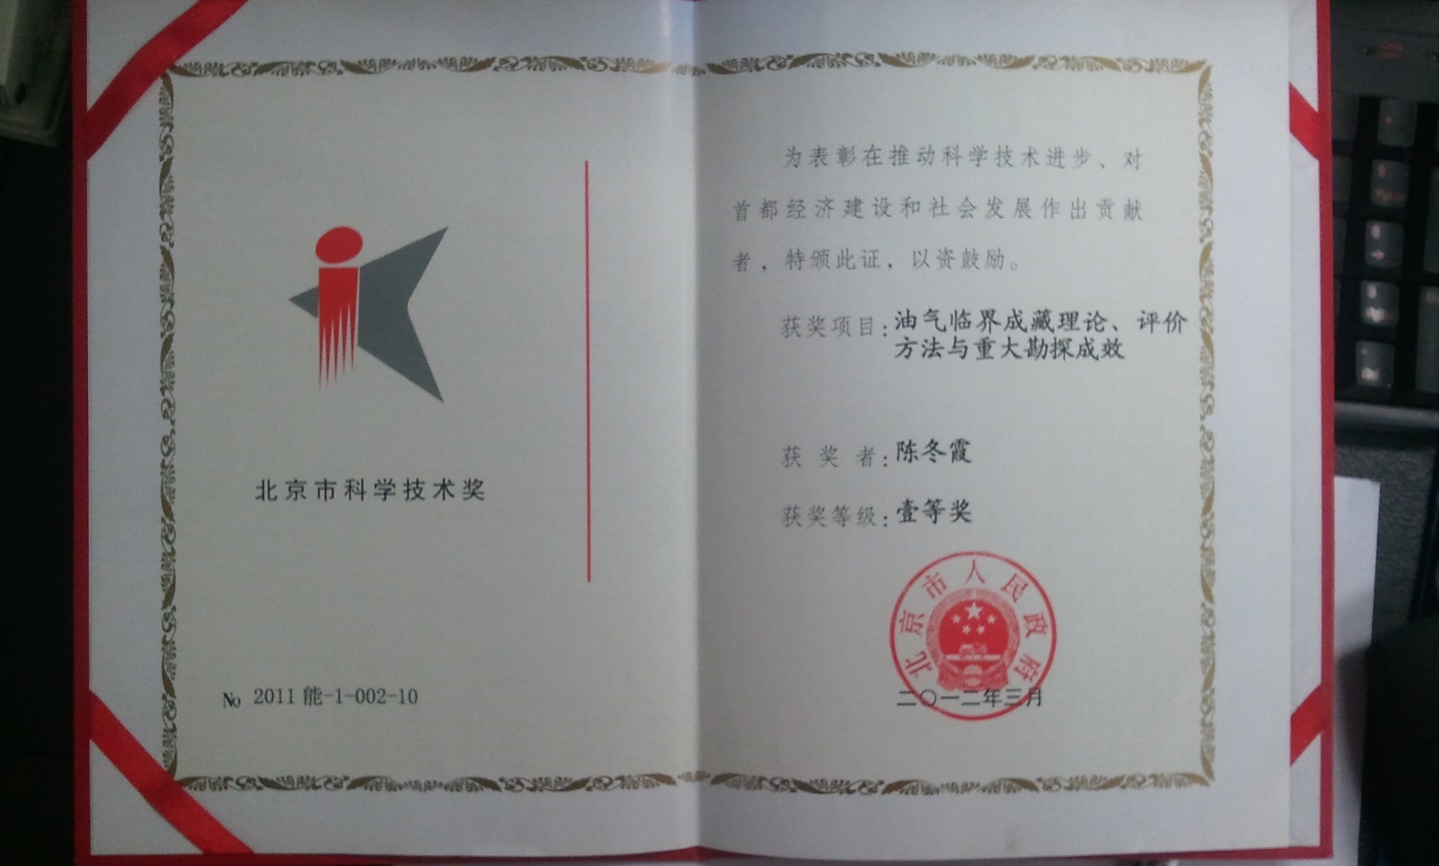 北京市科学技术奖
№ 2011 能-1-002-10
为表彰在推动科学技术进步、对
首都经济建设和社会发展作出贡献
者，特颁此证，以资鼓励。
获奖项目：油气临界成藏理论、评价
方法与重大勘探成效
获 奖 者：陈冬霞
获奖等级：壹等奖
北京市人民政府
二〇一二年三月